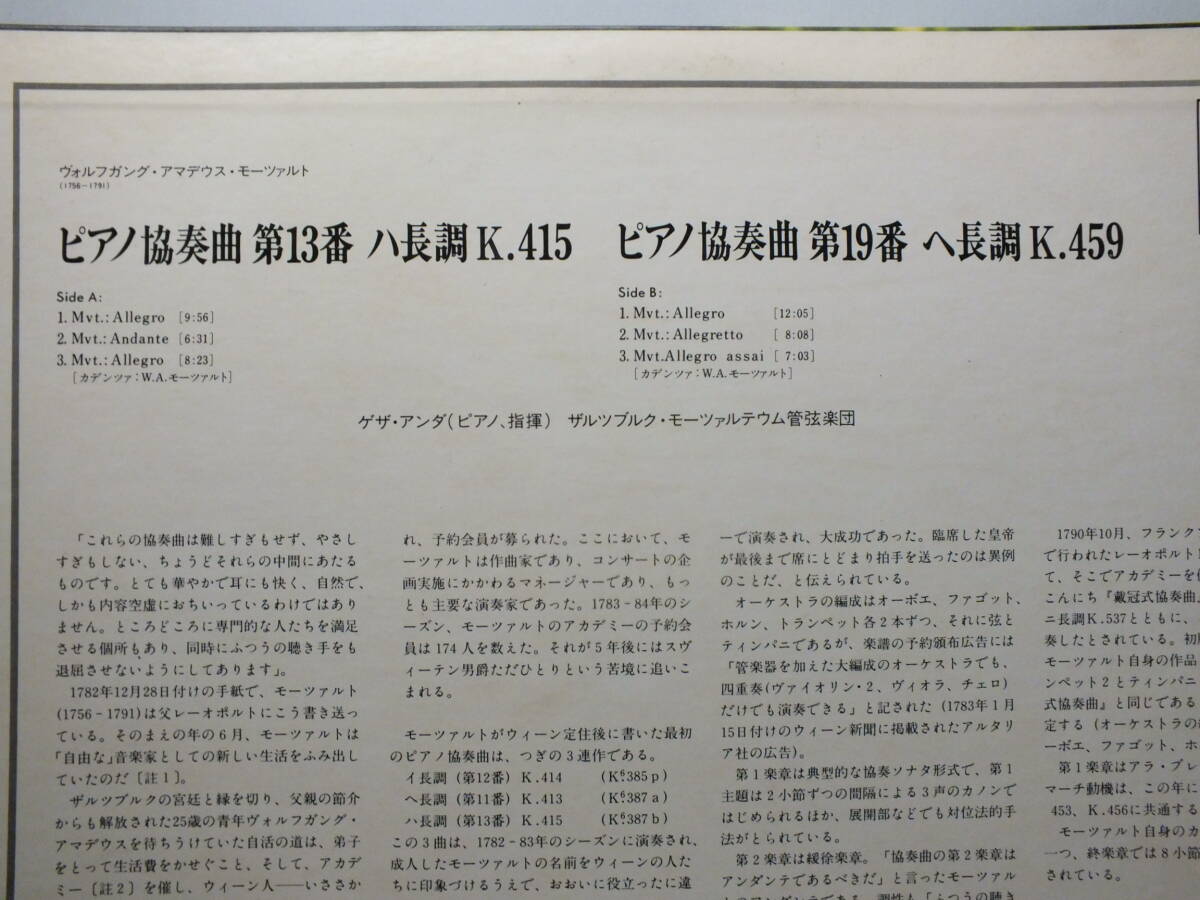 ヴォルフガング・アマデウス・モーツァルト
(1756-1791)
ピアノ協奏曲 第13番 ハ長調 K.415
Side A:
1. Mvt.: Allegro [9:56]
2. Mvt.: Andante [6:31]
3. Mvt.: Allegro [8:23]
[カデンツァ:W.A.モーツァルト]
ピアノ協奏曲 第19番 ヘ長調 K.459
Side B:
1. Mvt.: Allegro [12:05]
2. Mvt.: Allegretto [ 8:08]
3. Mvt.Allegro assai [ 7:03]
[カデンツァ:W.A.モーツァルト]
ゲザ・アンダ(ピアノ、指揮) ザルツブルク・モーツァルテウム管弦楽団
「これらの協奏曲は難しすぎもせず、やさし
すぎもしない、ちょうどそれらの中間にあたる
ものです。とても華やかで耳にも快く、自然で、
しかも内容空虚におちいっているわけではあり
ません。ところどころに専門的な人たちを満足
させる個所もあり、同時にふつうの聴き手をも
退屈させないようにしてあります」。
1782年12月28日付けの手紙で、モーツァルト
(1756-1791)は父レーオポルトにこう書き送っ
ている。そのまえの年の6月、モーツァルトは
「自由な」音楽家としての新しい生活をふみ出し
ていたのだ〔註1〕。
ザルツブルクの宮廷と縁を切り、父親の節介
からも解放された25歳の青年ヴォルフガング・
アマデウスを待ちうけていた自活の道は、弟子
をとって生活費をかせぐこと、そして、アカデ
ミー〔註2〕を催し、ウィーン人──いささか
れ、予約会員が募られた。ここにおいて、モ
ーツァルトは作曲家であり、コンサートの企
画実施にかかわるマネージャーであり、もっ
とも主要な演奏家であった。1783-84年のシ
ーズン、モーツァルトのアカデミーの予約会
員は174人を数えた。それが5年後にはスヴ
ィーテン男爵ただひとりという苦境に追いこ
まれる。
モーツァルトがウィーン定住後に書いた最初
のピアノ協奏曲は、つぎの3連作である。
イ長調(第12番) K.414 (K⁶385p)
ヘ長調(第11番) K.413 (K⁶387a)
ハ長調(第13番) K.415 (K⁶387b)
この3曲は、1782-83年のシーズンに演奏され、
成人したモーツァルトの名前をウィーンの人た
ちに印象づけるうえで、おおいに役立ったに違
ーで演奏され、大成功であった。臨席した皇帝
が最後まで席にとどまり拍手を送ったのは異例
のことだ、と伝えられている。
オーケストラの編成はオーボエ、ファゴット、
ホルン、トランペット各2本ずつ、それに弦と
ティンパニであるが、楽譜の予約頒布広告には
「管楽器を加えた大編成のオーケストラでも、
四重奏(ヴァイオリン・2、ヴィオラ、チェロ)
だけでも演奏できる」と記された(1783年1月
15日付けのウィーン新聞に掲載されたアルタリ
ア社の広告)。
第1楽章は典型的な協奏ソナタ形式で、第1
主題は2小節ずつの間隔による3声のカノンで
はじめられるほか、展開部などでも対位法的手
法がとられている。
第2楽章は緩徐楽章。「協奏曲の第2楽章は
アンダンテであるべきだ」と言ったモーツァル
1790年10月、フランクフ
で行われたレーオポルト
て、そこでアカデミーを
こんにち『戴冠式協奏曲』
ニ長調K.537とともに、
奏したとされている。初
モーツァルト自身の作品
ンペット2とティンパニ
式協奏曲』と同じである
定する(オーケストラの
ーボエ、ファゴット、ホ
第1楽章はアラ・ブレ
マーチ動機は、この年に
453、K.456に共通する
モーツァルト自身のカ
一つ、終楽章では8小節
されている。